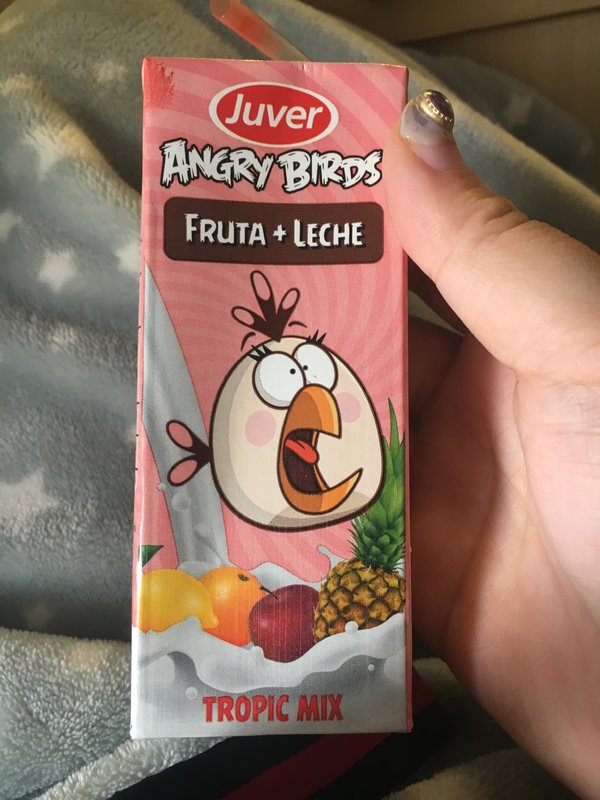 Juver
ANGRY BIRDS
FRUTA + LECHE
TROPIC MIX